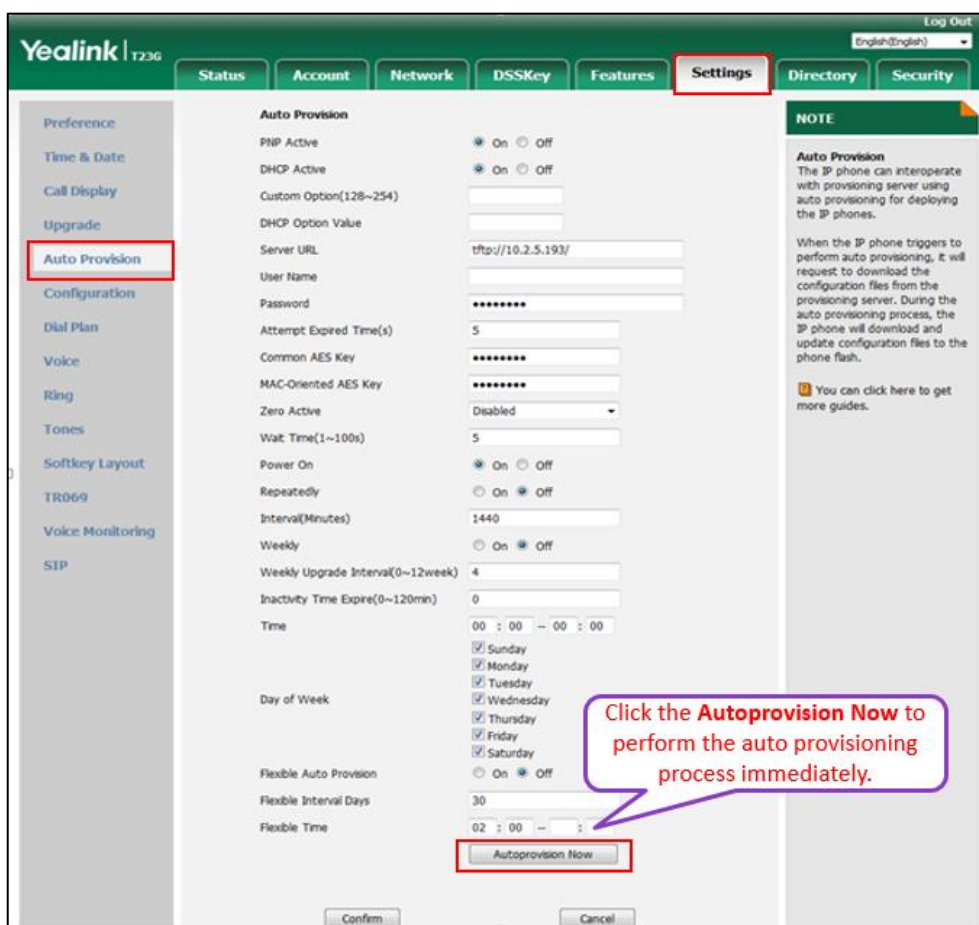 Log Out
Yealink T23G
English(English)
Status Account Network DSSKey Features Settings Directory Security
Preference
Time & Date
Call Display
Upgrade
Auto Provision
Configuration
Dial Plan
Voice
Ring
Tones
Softkey Layout
TR069
Voice Monitoring
SIP
Auto Provision
PNP Active On Off
DHCP Active On Off
Custom Option(128~254)
DHCP Option Value
Server URL tftp://10.2.5.193/
User Name
Password ••••••••
Attempt Expired Time(s) 5
Common AES Key ••••••••
MAC-Oriented AES Key ••••••••
Zero Active Disabled
Wait Time(1~100s) 5
Power On On Off
Repeatedly On Off
Interval(Minutes) 1440
Weekly On Off
Weekly Upgrade Interval(0~12week) 4
Inactivity Time Expire(0~120min) 0
Time 00 : 00 – 00 : 00
Sunday
Monday
Tuesday
Day of Week Wednesday
Thursday
Friday
Saturday
Flexible Auto Provision On Off
Flexible Interval Days 30
Flexible Time 02 : 00 – :
Autoprovision Now
Confirm Cancel
Click the Autoprovision Now to
perform the auto provisioning
process immediately.
NOTE
Auto Provision
The IP phone can interoperate
with provisioning server using
auto provisioning for deploying
the IP phones.
When the IP phone triggers to
perform auto provisioning, it will
request to download the
configuration files from the
provisioning server. During the
auto provisioning process, the
IP phone will download and
update configuration files to the
phone flash.
You can click here to get
more guides.